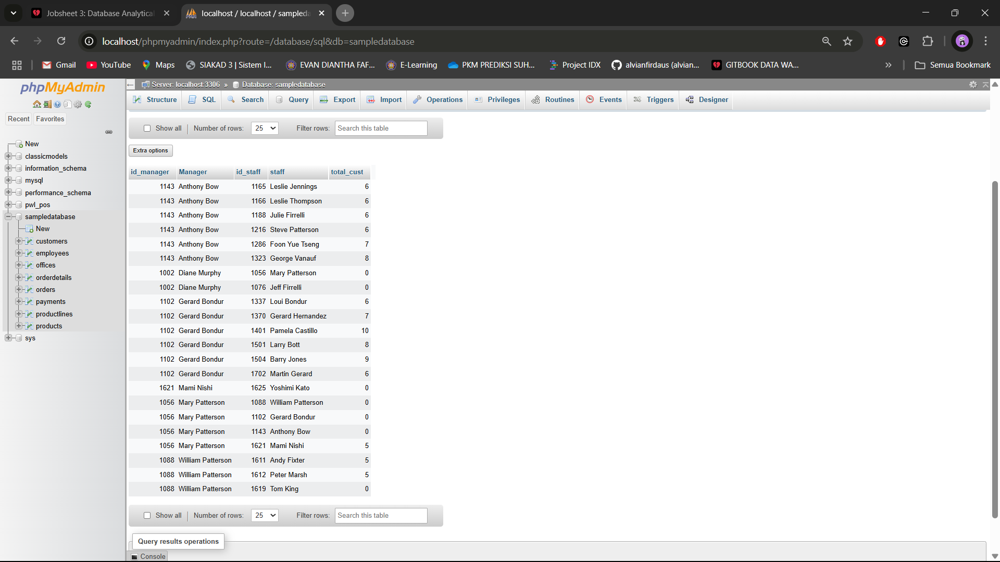 Jobsheet 3: Database Analytical
localhost / localhost / sampleda
localhost/phpmyadmin/index.php?route=/database/sql&db=sampledatabase
Gmail
YouTube
Maps
SIAKAD 3 | Sistem I...
EVAN DIANTHA FAF...
E-Learning
PKM PREDIKSI SUH...
Project IDX
alvianfirdaus (alvian...
GITBOOK DATA WA...
Semua Bookmark
phpMyAdmin
Recent
Favorites
New
classicmodels
information_schema
mysql
performance_schema
pwl_pos
sampledatabase
New
customers
employees
offices
orderdetails
orders
payments
productlines
products
sys
Server: localhost:3306 » Database: sampledatabase
Structure SQL Search Query Export Import Operations Privileges Routines Events Triggers Designer
Show all Number of rows: 25 Filter rows: Search this table
Extra options
id_manager Manager id_staff staff total_cust
1143 Anthony Bow 1165 Leslie Jennings 6
1143 Anthony Bow 1166 Leslie Thompson 6
1143 Anthony Bow 1188 Julie Firrelli 6
1143 Anthony Bow 1216 Steve Patterson 6
1143 Anthony Bow 1286 Foon Yue Tseng 7
1143 Anthony Bow 1323 George Vanauf 8
1002 Diane Murphy 1056 Mary Patterson 0
1002 Diane Murphy 1076 Jeff Firrelli 0
1102 Gerard Bondur 1337 Loui Bondur 6
1102 Gerard Bondur 1370 Gerard Hernandez 7
1102 Gerard Bondur 1401 Pamela Castillo 10
1102 Gerard Bondur 1501 Larry Bott 8
1102 Gerard Bondur 1504 Barry Jones 9
1102 Gerard Bondur 1702 Martin Gerard 6
1621 Mami Nishi 1625 Yoshimi Kato 0
1056 Mary Patterson 1088 William Patterson 0
1056 Mary Patterson 1102 Gerard Bondur 0
1056 Mary Patterson 1143 Anthony Bow 0
1056 Mary Patterson 1621 Mami Nishi 5
1088 William Patterson 1611 Andy Fixter 5
1088 William Patterson 1612 Peter Marsh 5
1088 William Patterson 1619 Tom King 0
Show all Number of rows: 25 Filter rows: Search this table
Query results operations
Console